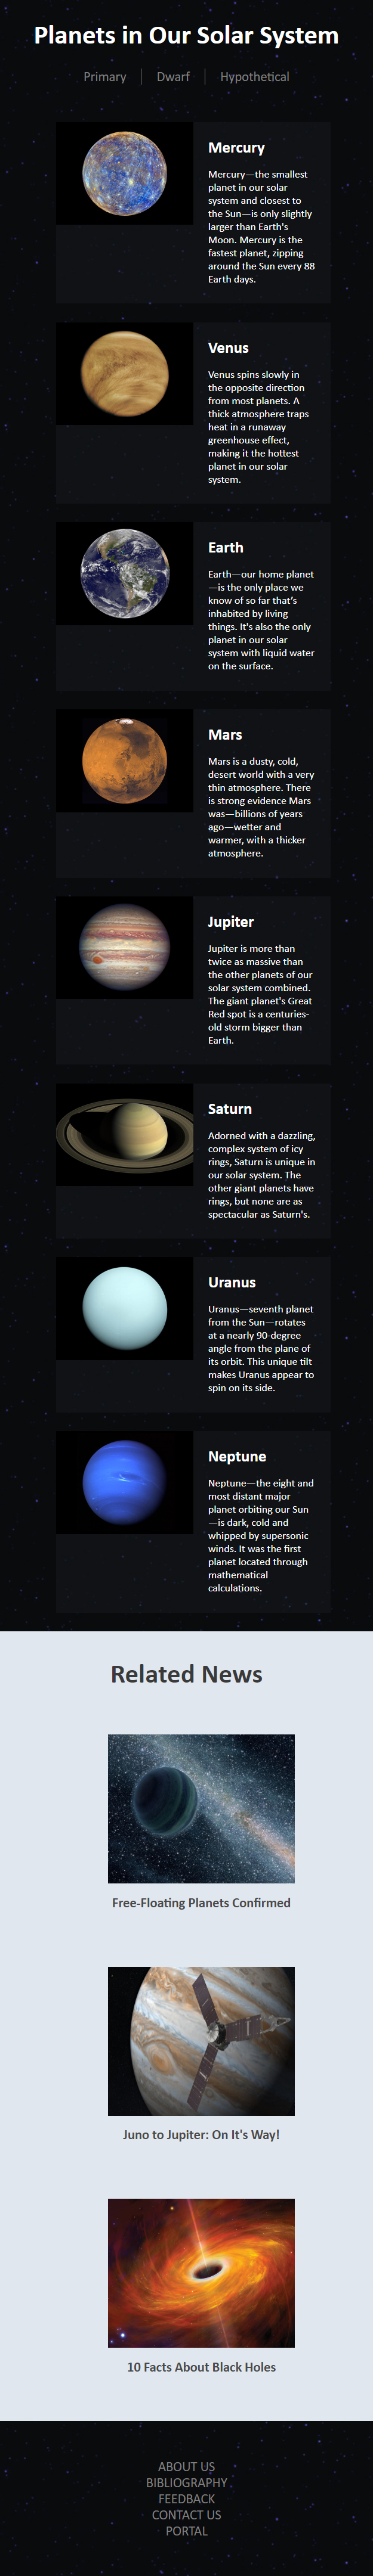 Planets in Our Solar System
Primary
Dwarf
Hypothetical
Mercury
Mercury—the smallest
planet in our solar
system and closest to
the Sun—is only slightly
larger than Earth's
Moon. Mercury is the
fastest planet, zipping
around the Sun every 88
Earth days.
Venus
Venus spins slowly in
the opposite direction
from most planets. A
thick atmosphere traps
heat in a runaway
greenhouse effect,
making it the hottest
planet in our solar
system.
Earth
Earth—our home planet
—is the only place we
know of so far that’s
inhabited by living
things. It's also the only
planet in our solar
system with liquid water
on the surface.
Mars
Mars is a dusty, cold,
desert world with a very
thin atmosphere. There
is strong evidence Mars
was—billions of years
ago—wetter and
warmer, with a thicker
atmosphere.
Jupiter
Jupiter is more than
twice as massive than
the other planets of our
solar system combined.
The giant planet's Great
Red spot is a centuries-
old storm bigger than
Earth.
Saturn
Adorned with a dazzling,
complex system of icy
rings, Saturn is unique in
our solar system. The
other giant planets have
rings, but none are as
spectacular as Saturn's.
Uranus
Uranus—seventh planet
from the Sun—rotates
at a nearly 90-degree
angle from the plane of
its orbit. This unique tilt
makes Uranus appear to
spin on its side.
Neptune
Neptune—the eight and
most distant major
planet orbiting our Sun
—is dark, cold and
whipped by supersonic
winds. It was the first
planet located through
mathematical
calculations.
Related News
Free-Floating Planets Confirmed
Juno to Jupiter: On It's Way!
10 Facts About Black Holes
ABOUT US
BIBLIOGRAPHY
FEEDBACK
CONTACT US
PORTAL